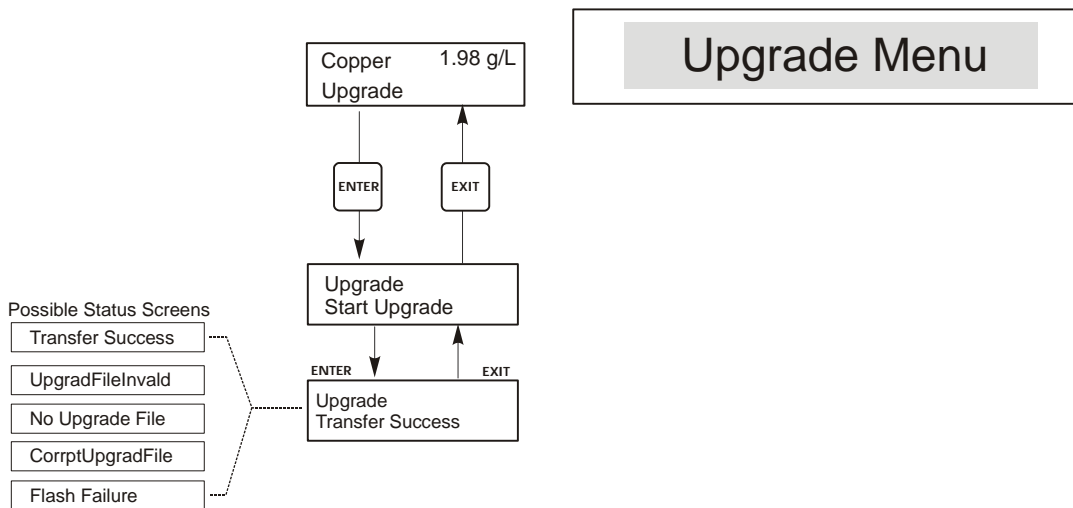 Upgrade Menu
Copper 1.98 g/L
Upgrade
ENTER
EXIT
Upgrade
Start Upgrade
ENTER
EXIT
Upgrade
Transfer Success
Possible Status Screens
Transfer Success
UpgradFileInvald
No Upgrade File
CorrptUpgradFile
Flash Failure